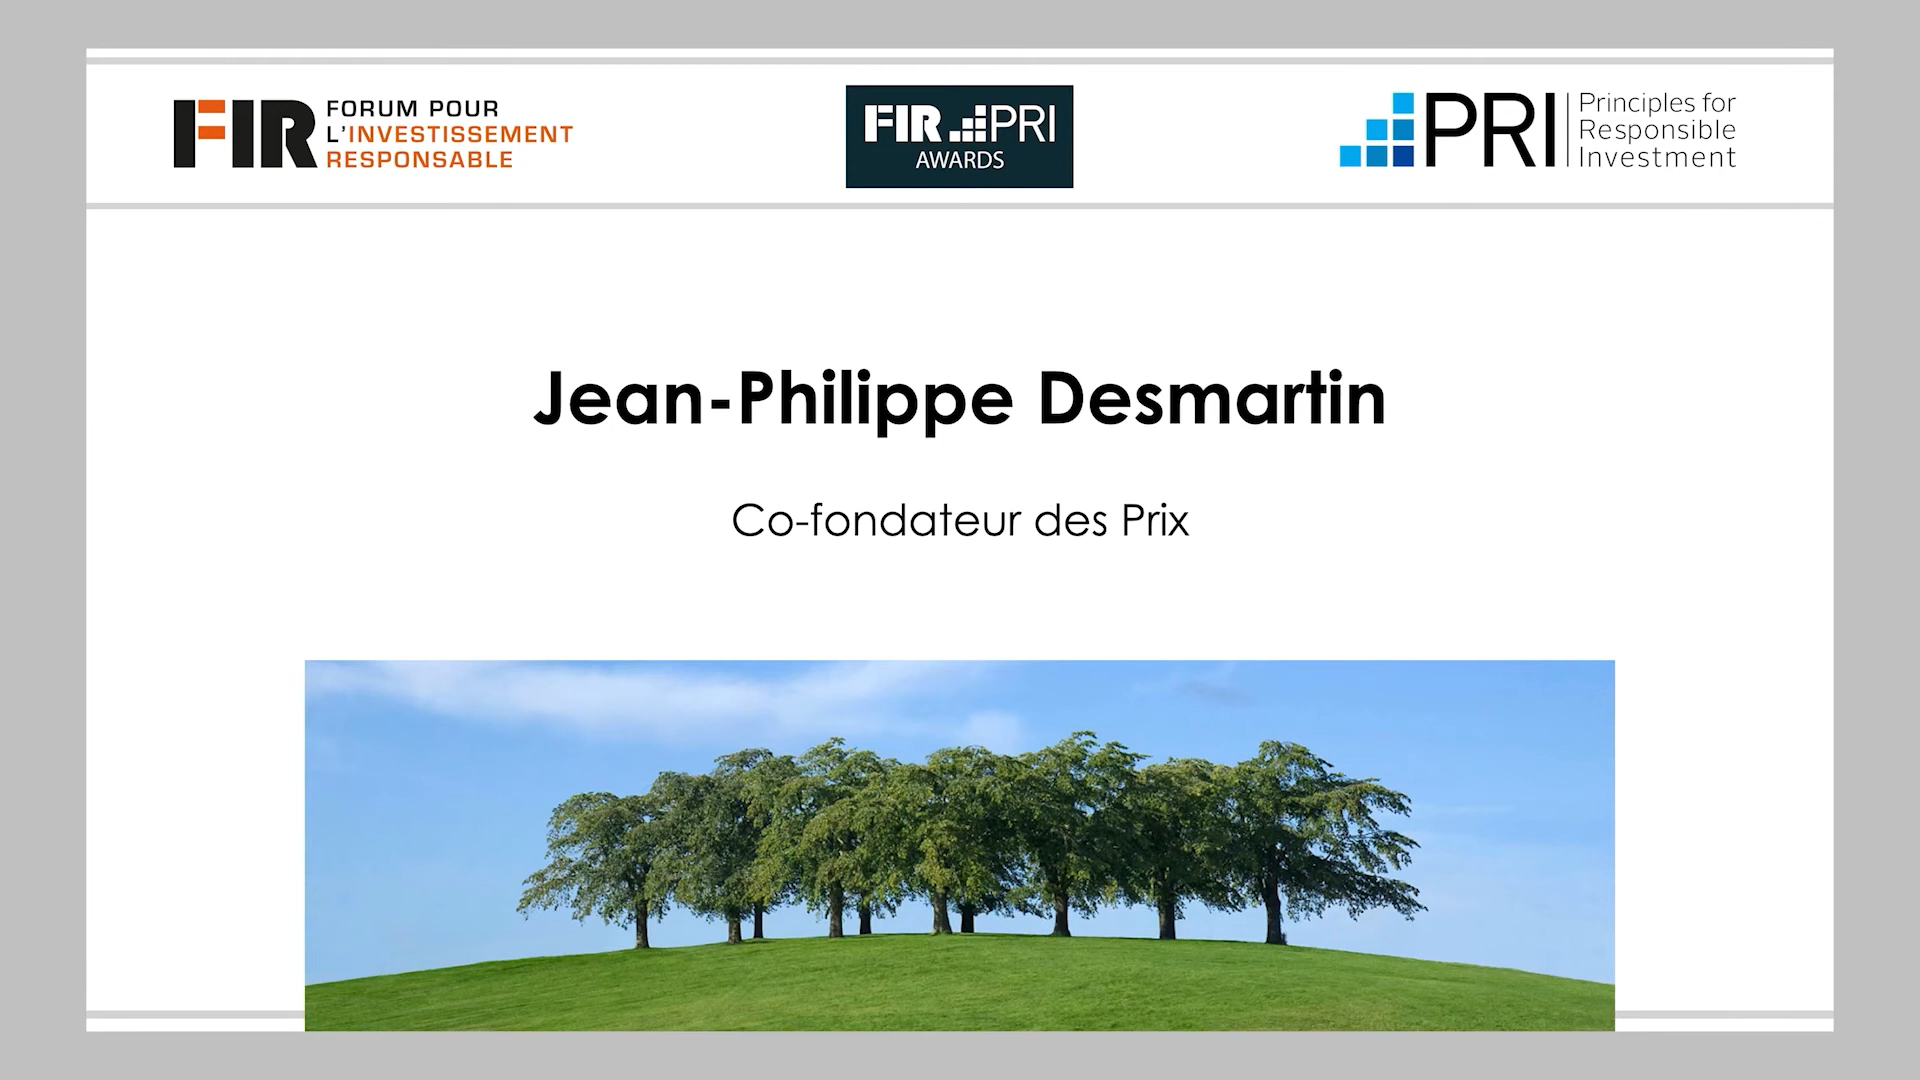 FIR
FORUM POUR
L'INVESTISSEMENT
RESPONSABLE
FIR PRI
AWARDS
PRI
Principles for
Responsible
Investment
Jean-Philippe Desmartin
Co-fondateur des Prix